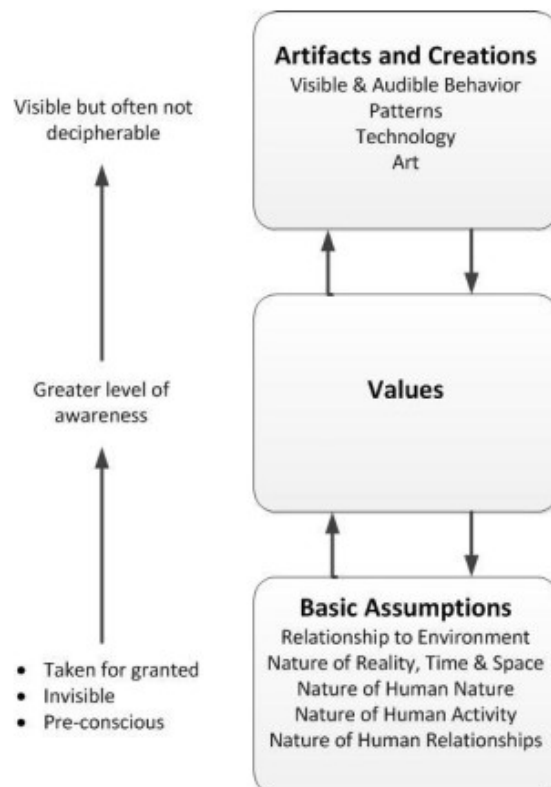 Artifacts and Creations
Visible & Audible Behavior
Patterns
Technology
Art
Visible but often not
decipherable
Greater level of
awareness
Values
Basic Assumptions
Relationship to Environment
Nature of Reality, Time & Space
Nature of Human Nature
Nature of Human Activity
Nature of Human Relationships
• Taken for granted
• Invisible
• Pre-conscious